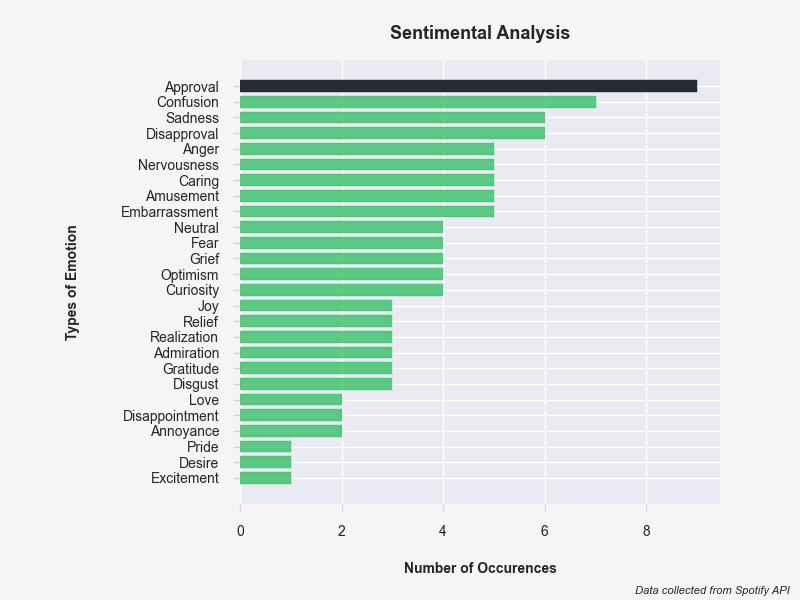 Sentimental Analysis
Approval
Confusion
Sadness
Disapproval
Anger
Nervousness
Caring
Amusement
Embarrassment
Neutral
Fear
Grief
Optimism
Curiosity
Joy
Relief
Realization
Admiration
Gratitude
Disgust
Love
Disappointment
Annoyance
Pride
Desire
Excitement
Types of Emotion
0 2 4 6 8
Number of Occurences
Data collected from Spotify API